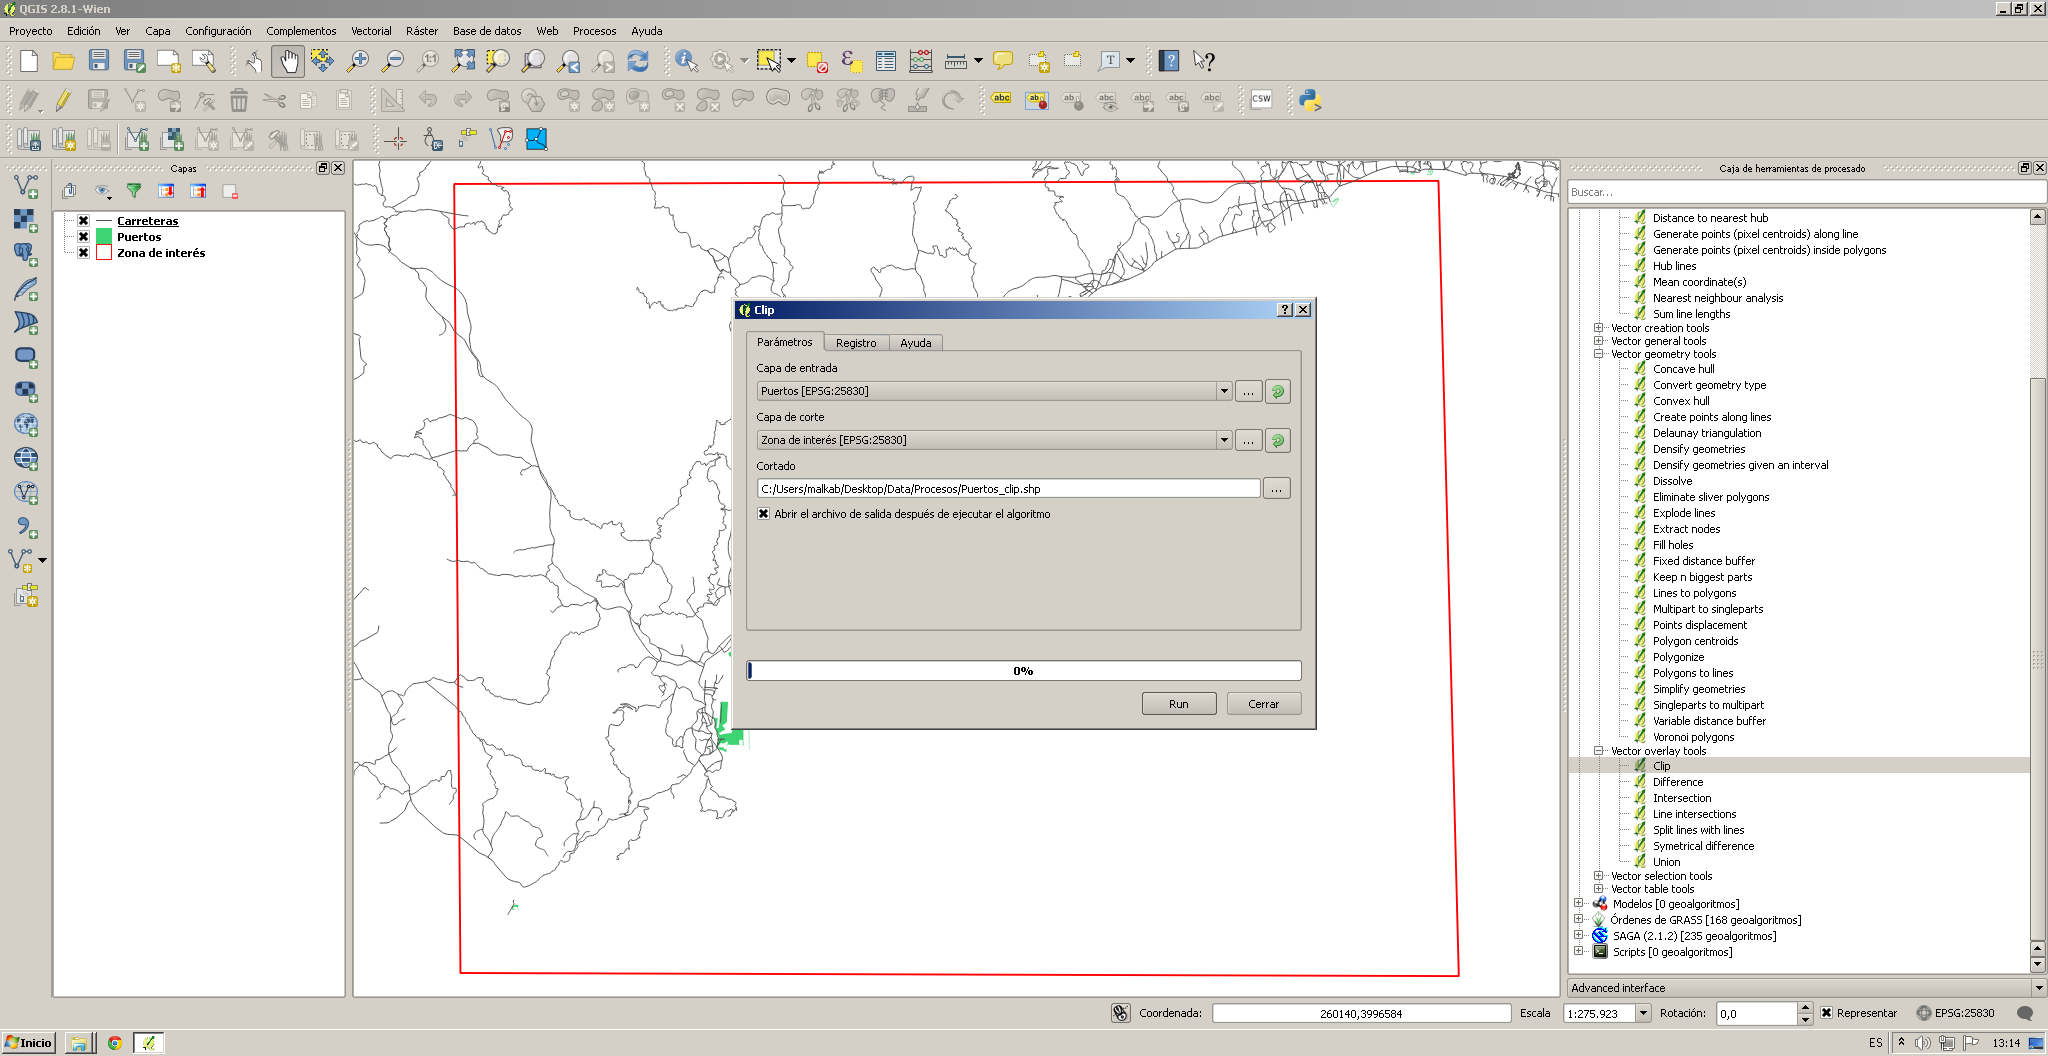 QGIS 2.8.1-Wien
Proyecto Edición Ver Capa Configuración Complementos Vectorial Ráster Base de datos Web Procesos Ayuda
Capas
Carreteras
Puertos
Zona de interés
Clip
Parámetros Registro Ayuda
Capa de entrada
Puertos [EPSG:25830]
...
Capa de corte
Zona de interés [EPSG:25830]
...
Cortado
C:/Users/malkab/Desktop/Data/Procesos/Puertos_clip.shp
...
Abrir el archivo de salida después de ejecutar el algoritmo
0%
Run Cerrar
Caja de herramientas de procesado
Buscar...
Distance to nearest hub
Generate points (pixel centroids) along line
Generate points (pixel centroids) inside polygons
Hub lines
Mean coordinate(s)
Nearest neighbour analysis
Sum line lengths
Vector creation tools
Vector general tools
Vector geometry tools
Concave hull
Convert geometry type
Convex hull
Create points along lines
Delaunay triangulation
Densify geometries
Densify geometries given an interval
Dissolve
Eliminate sliver polygons
Explode lines
Extract nodes
Fill holes
Fixed distance buffer
Keep n biggest parts
Lines to polygons
Multipart to singleparts
Points displacement
Polygon centroids
Polygonize
Polygons to lines
Simplify geometries
Singleparts to multipart
Variable distance buffer
Voronoi polygons
Vector overlay tools
Clip
Difference
Intersection
Line intersections
Split lines with lines
Symetrical difference
Union
Vector selection tools
Vector table tools
Modelos [0 geoalgoritmos]
Órdenes de GRASS [168 geoalgoritmos]
SAGA (2.1.2) [235 geoalgoritmos]
Scripts [0 geoalgoritmos]
Advanced interface
Coordenada: 260140,3996584 Escala 1:275.923 Rotación: 0,0 Representar EPSG:25830
Inicio ES 13:14